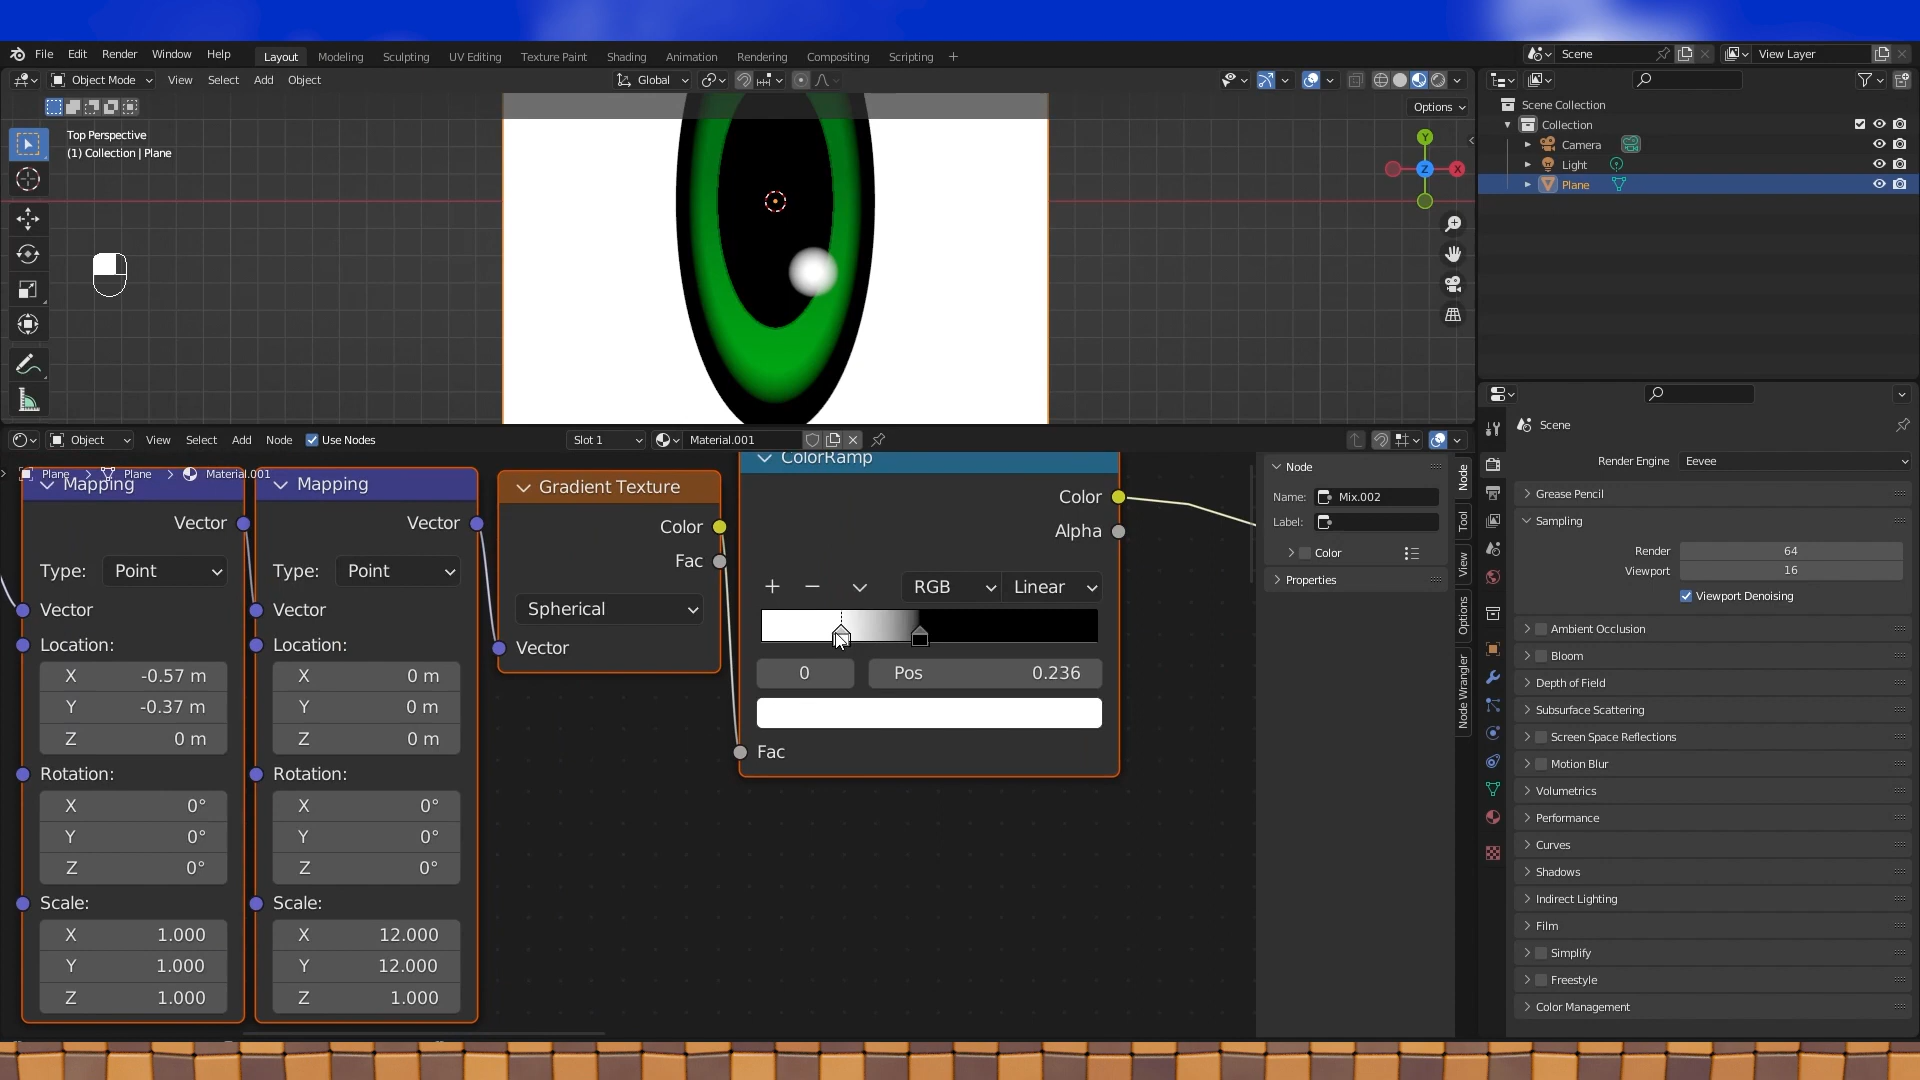 File Edit Render Window Help Layout Modeling Sculpting UV Editing Texture Paint Shading Animation Rendering Compositing Scripting + Scene View Layer
Object Mode View Select Add Object Global
Options
Top Perspective
(1) Collection | Plane
Y
X
Z
Scene Collection
Collection
Camera
Light
Plane
Object View Select Add Node Use Nodes Slot 1 Material.001
Plane Plane Material.001
Mapping
Vector
Type: Point
Vector
Location:
X -0.57 m
Y -0.37 m
Z 0 m
Rotation:
X 0°
Y 0°
Z 0°
Scale:
X 1.000
Y 1.000
Z 1.000
Mapping
Vector
Type: Point
Vector
Location:
X 0 m
Y 0 m
Z 0 m
Rotation:
X 0°
Y 0°
Z 0°
Scale:
X 12.000
Y 12.000
Z 1.000
Gradient Texture
Color
Fac
Spherical
Vector
ColorRamp
Color
Alpha
+ − RGB Linear
0 Pos 0.236
Fac
Node
Name: Mix.002
Label:
Color
Properties
Node
Tool
View
Options
Node Wrangler
Scene
Render Engine Eevee
Grease Pencil
Sampling
Render 64
Viewport 16
Viewport Denoising
Ambient Occlusion
Bloom
Depth of Field
Subsurface Scattering
Screen Space Reflections
Motion Blur
Volumetrics
Performance
Curves
Shadows
Indirect Lighting
Film
Simplify
Freestyle
Color Management